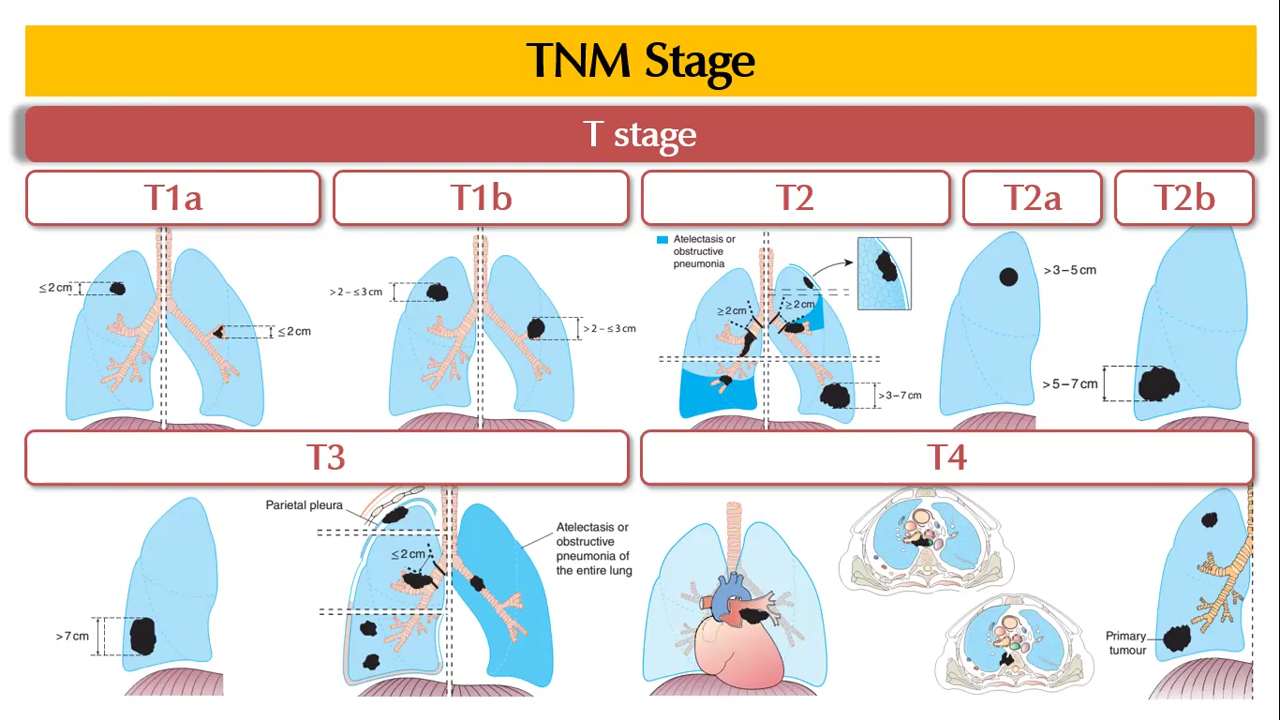 TNM Stage
T stage
T1a
T1b
T2
T2a
T2b
≤2 cm
≤2 cm
>2 – ≤3 cm
>2 – ≤3 cm
Atelectasis or
obstructive
pneumonia
≥2 cm
≥2 cm
>3–7 cm
>3–5 cm
>5–7 cm
T3
T4
>7 cm
Parietal pleura
≤2 cm
Atelectasis or
obstructive
pneumonia of
the entire lung
Primary
tumour